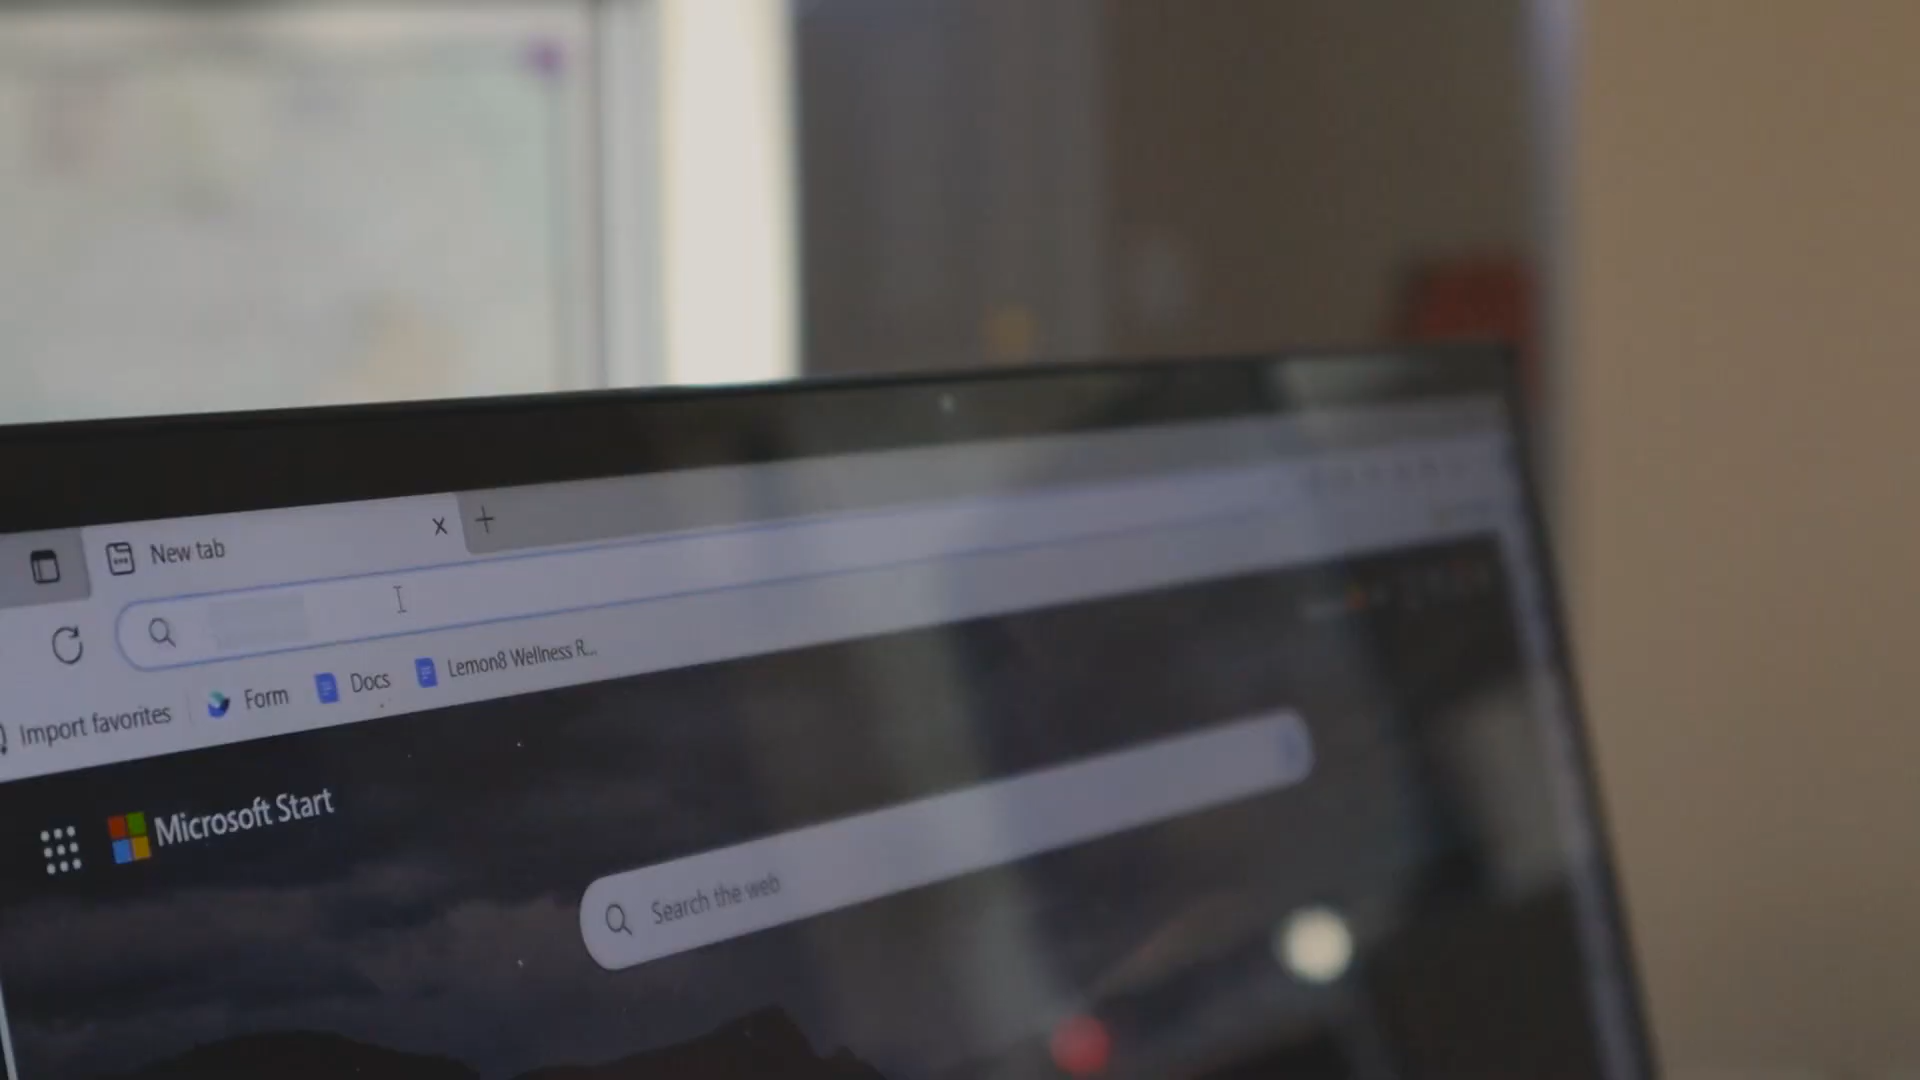 New tab
Import favorites
Form
Docs
Lemon8 Wellness R...
Microsoft Start
Search the web